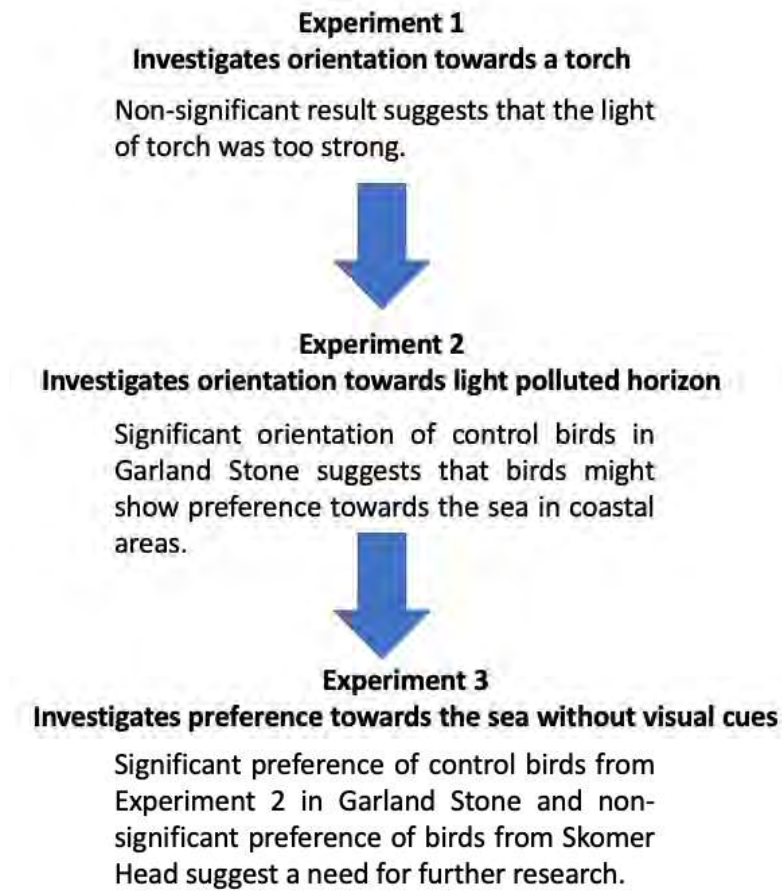 Experiment 1
Investigates orientation towards a torch
Non-significant result suggests that the light
of torch was too strong.
Experiment 2
Investigates orientation towards light polluted horizon
Significant orientation of control birds in
Garland Stone suggests that birds might
show preference towards the sea in coastal
areas.
Experiment 3
Investigates preference towards the sea without visual cues
Significant preference of control birds from
Experiment 2 in Garland Stone and non-
significant preference of birds from Skomer
Head suggest a need for further research.